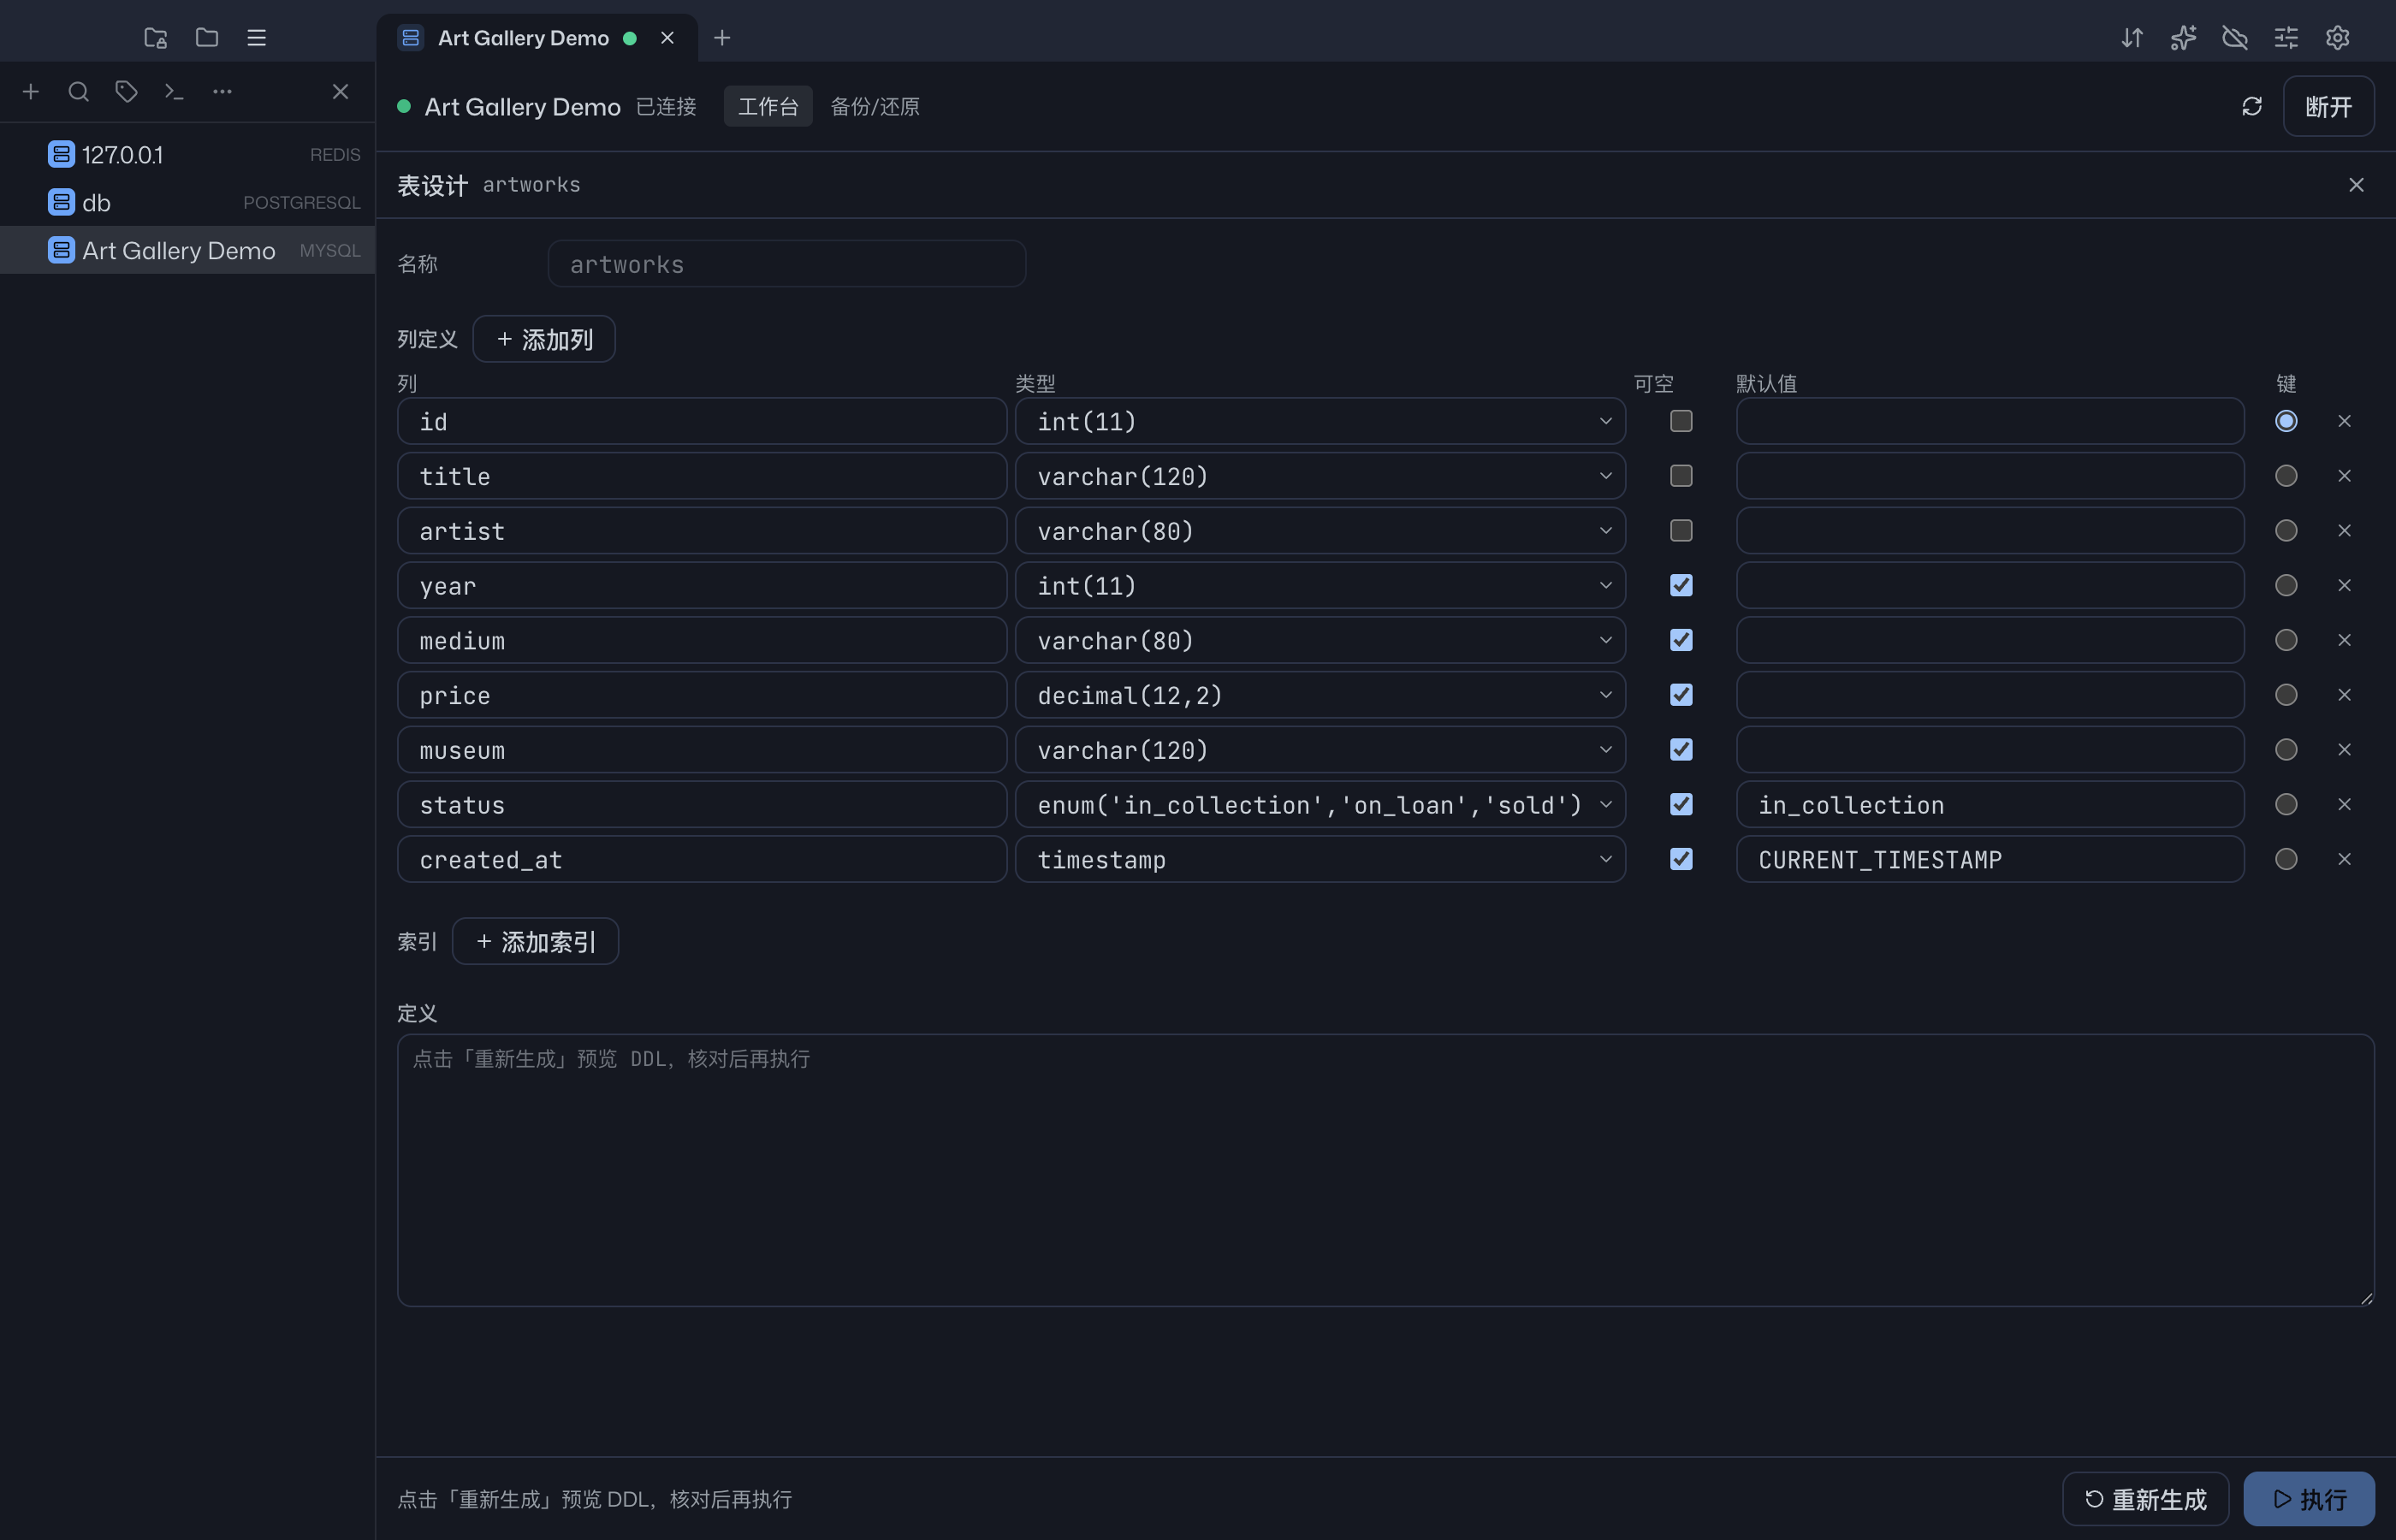 Art Gallery Demo
127.0.0.1 REDIS
db POSTGRESQL
Art Gallery Demo MYSQL
Art Gallery Demo 已连接 工作台 备份/还原 断开
表设计 artworks
名称 artworks
列定义 添加列
列 类型 可空 默认值 键
id int(11)
title varchar(120)
artist varchar(80)
year int(11)
medium varchar(80)
price decimal(12,2)
museum varchar(120)
status enum('in_collection','on_loan','sold') in_collection
created_at timestamp CURRENT_TIMESTAMP
索引 添加索引
定义
点击「重新生成」预览 DDL，核对后再执行
点击「重新生成」预览 DDL，核对后再执行 重新生成 执行